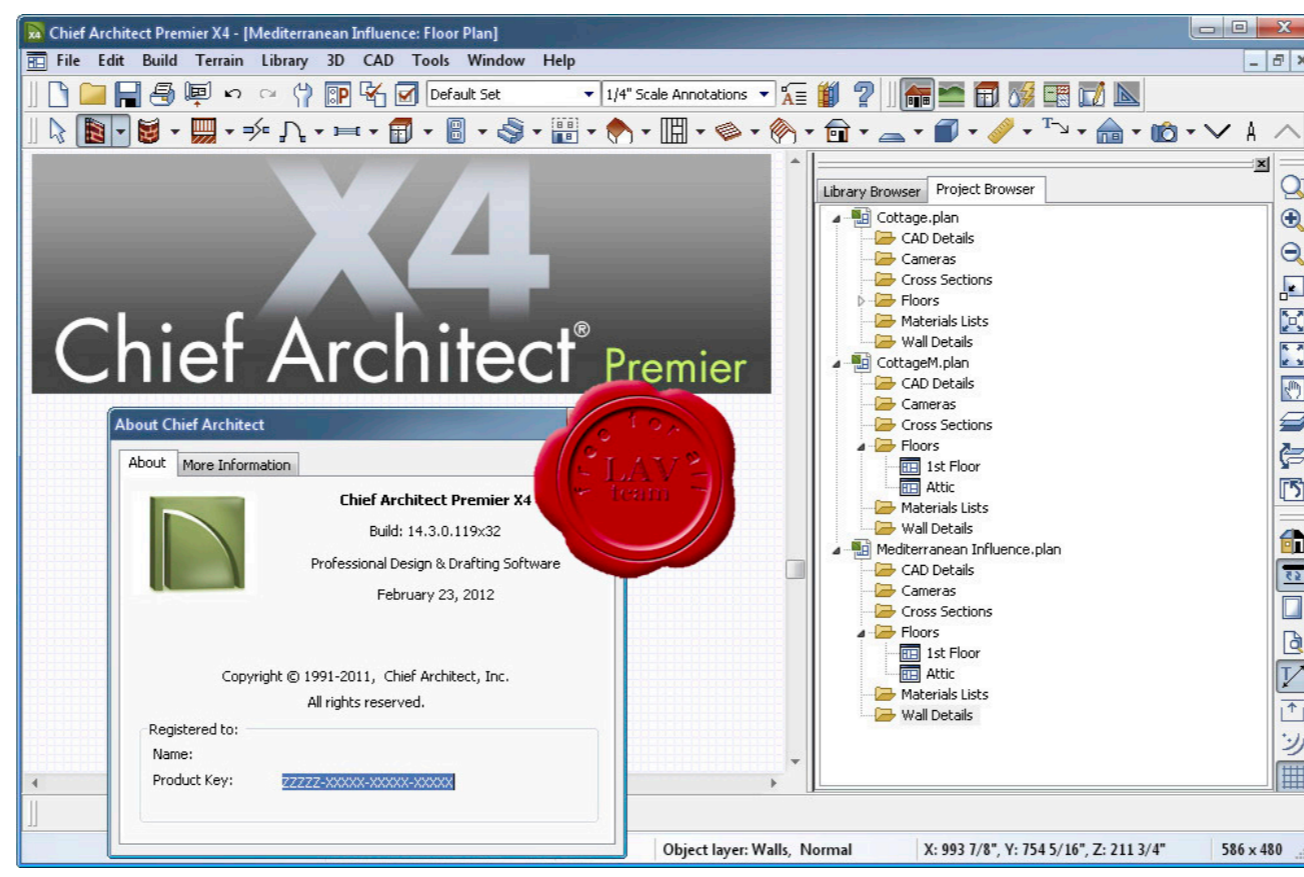 Chief Architect Premier X4 - [Mediterranean Influence: Floor Plan]
File Edit Build Terrain Library 3D CAD Tools Window Help
Default Set
1/4" Scale Annotations
X4
Chief Architect® Premier
About Chief Architect
About
More Information
Chief Architect Premier X4
Build: 14.3.0.119x32
Professional Design & Drafting Software
February 23, 2012
Copyright © 1991-2011, Chief Architect, Inc.
All rights reserved.
Registered to:
Name:
Product Key: ZZZZZ-XXXXX-XXXXX-XXXXX
free for all
LAV
team
Library Browser
Project Browser
Cottage.plan
CAD Details
Cameras
Cross Sections
Floors
Materials Lists
Wall Details
CottageM.plan
CAD Details
Cameras
Cross Sections
Floors
1st Floor
Attic
Materials Lists
Wall Details
Mediterranean Influence.plan
CAD Details
Cameras
Cross Sections
Floors
1st Floor
Attic
Materials Lists
Wall Details
Object layer: Walls, Normal
X: 993 7/8", Y: 754 5/16", Z: 211 3/4"
586 x 480